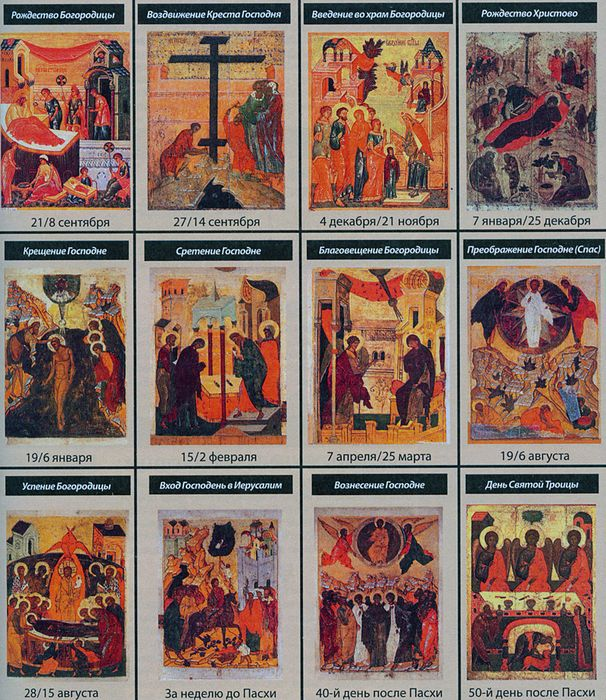 Рождество Богородицы
Воздвижение Креста Господня
Введение во храм Богородицы
Рождество Христово
21/8 сентября
27/14 сентября
4 декабря/21 ноября
7 января/25 декабря
Крещение Господне
Сретение Господне
Благовещение Богородицы
Преображение Господне (Спас)
19/6 января
15/2 февраля
7 апреля/25 марта
19/6 августа
Успение Богородицы
Вход Господень в Иерусалим
Вознесение Господне
День Святой Троицы
28/15 августа
За неделю до Пасхи
40-й день после Пасхи
50-й день после Пасхи